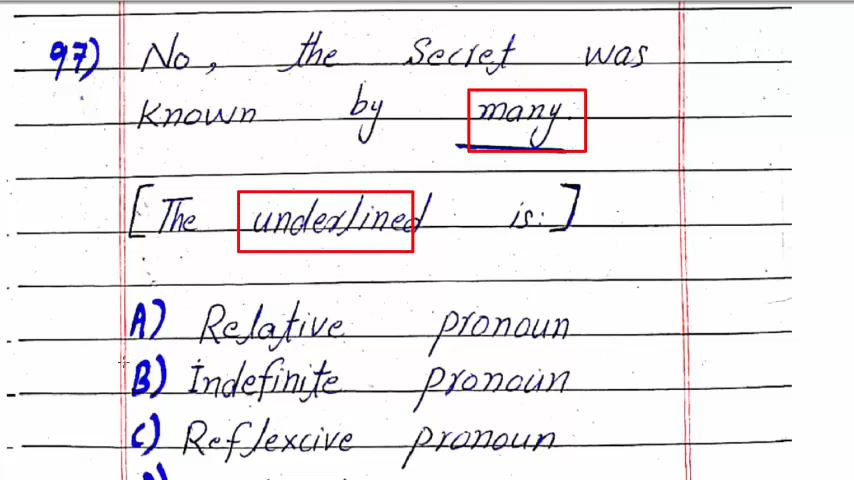 97) No, the Secret was
Known by many.
[The underlined is:]
A) Relative pronoun
B) Indefinite pronoun
C) Reflexcive pronoun